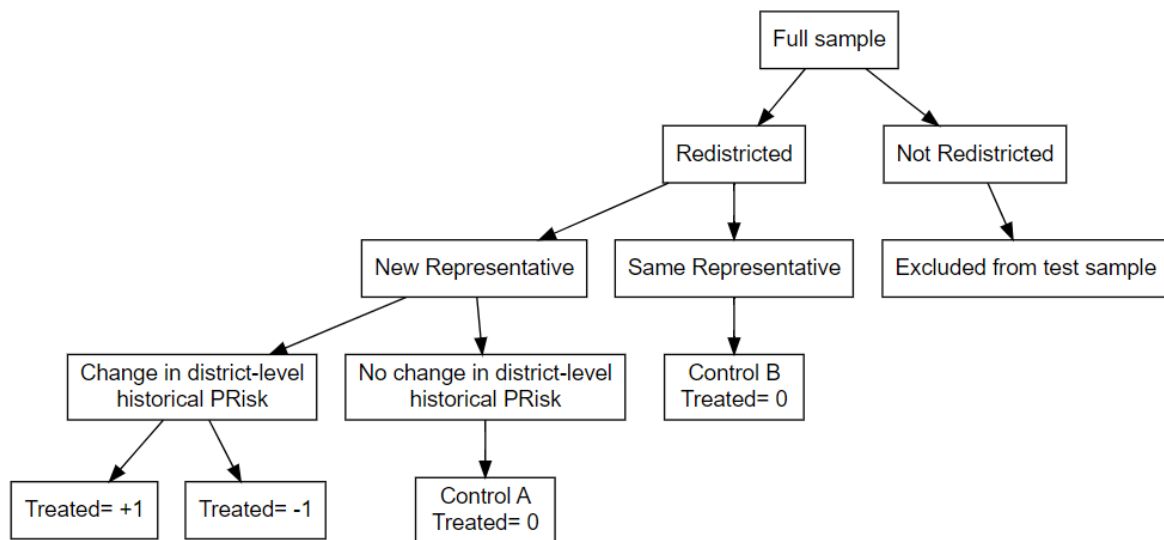 Full sample
Redistricted
Not Redistricted
New Representative
Same Representative
Excluded from test sample
Change in district-level
historical PRisk
No change in district-level
historical PRisk
Control B
Treated= 0
Treated= +1
Treated= -1
Control A
Treated= 0